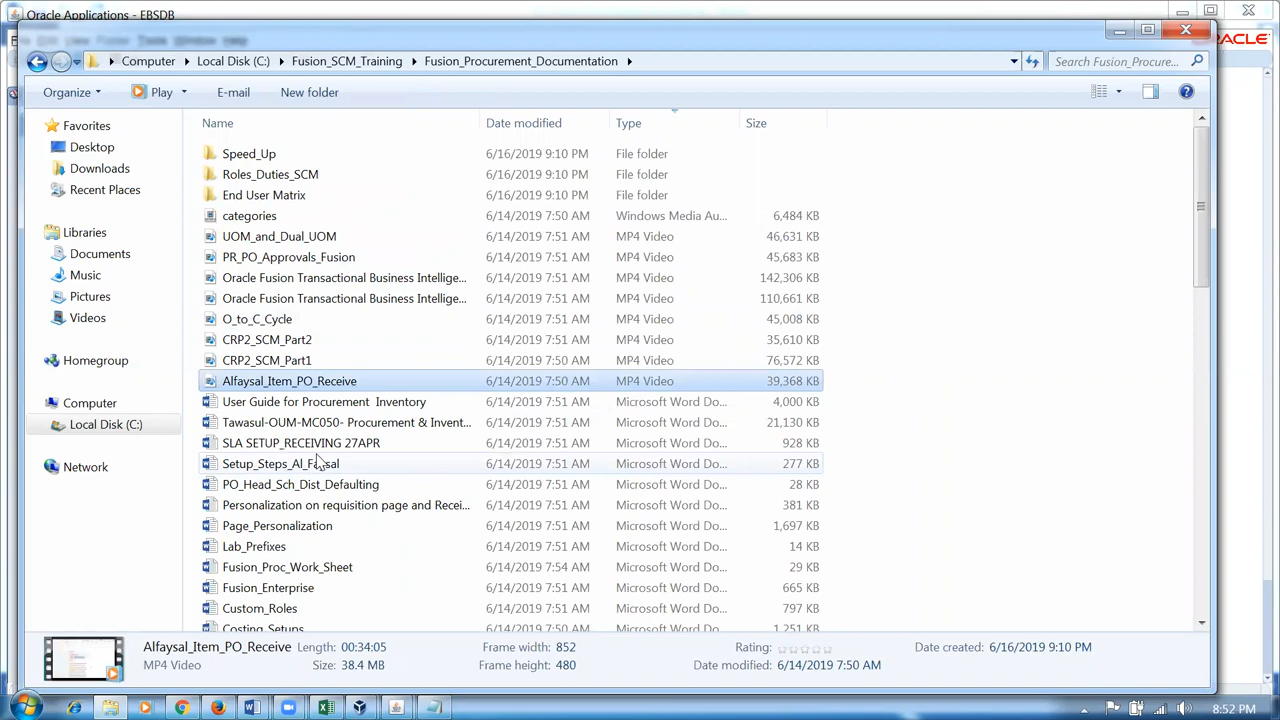 Oracle Applications - EBSDB
Tools Window Help
Computer Local Disk (C:) Fusion_SCM_Training Fusion_Procurement_Documentation
Search Fusion_Procure...
Organize Play E-mail New folder
Name Date modified Type Size
Favorites
Desktop
Downloads
Recent Places
Libraries
Documents
Music
Pictures
Videos
Homegroup
Computer
Local Disk (C:)
Network
Speed_Up 6/16/2019 9:10 PM File folder
Roles_Duties_SCM 6/16/2019 9:10 PM File folder
End User Matrix 6/16/2019 9:10 PM File folder
categories 6/14/2019 7:50 AM Windows Media Au... 6,484 KB
UOM_and_Dual_UOM 6/14/2019 7:51 AM MP4 Video 46,631 KB
PR_PO_Approvals_Fusion 6/14/2019 7:51 AM MP4 Video 45,683 KB
Oracle Fusion Transactional Business Intellige... 6/14/2019 7:51 AM MP4 Video 142,306 KB
Oracle Fusion Transactional Business Intellige... 6/14/2019 7:51 AM MP4 Video 110,661 KB
O_to_C_Cycle 6/14/2019 7:51 AM MP4 Video 45,008 KB
CRP2_SCM_Part2 6/14/2019 7:51 AM MP4 Video 35,610 KB
CRP2_SCM_Part1 6/14/2019 7:50 AM MP4 Video 76,572 KB
Alfaysal_Item_PO_Receive 6/14/2019 7:50 AM MP4 Video 39,368 KB
User Guide for Procurement Inventory 6/14/2019 7:51 AM Microsoft Word Do... 4,000 KB
Tawasul-OUM-MC050- Procurement & Invent... 6/14/2019 7:51 AM Microsoft Word Do... 21,130 KB
SLA SETUP_RECEIVING 27APR 6/14/2019 7:51 AM Microsoft Word Do... 928 KB
Setup_Steps_Al_Faisal 6/14/2019 7:51 AM Microsoft Word Do... 277 KB
PO_Head_Sch_Dist_Defaulting 6/14/2019 7:51 AM Microsoft Word Do... 28 KB
Personalization on requisition page and Recei... 6/14/2019 7:51 AM Microsoft Word Do... 381 KB
Page_Personalization 6/14/2019 7:51 AM Microsoft Word Do... 1,697 KB
Lab_Prefixes 6/14/2019 7:51 AM Microsoft Word Do... 14 KB
Fusion_Proc_Work_Sheet 6/14/2019 7:54 AM Microsoft Word Do... 29 KB
Fusion_Enterprise 6/14/2019 7:51 AM Microsoft Word Do... 665 KB
Custom_Roles 6/14/2019 7:51 AM Microsoft Word Do... 797 KB
Costing_Setups 6/14/2019 7:51 AM Microsoft Word Do... 1,251 KB
Alfaysal_Item_PO_Receive Length: 00:34:05 Frame width: 852 Rating: Date created: 6/16/2019 9:10 PM
MP4 Video Size: 38.4 MB Frame height: 480 Date modified: 6/14/2019 7:50 AM
8:52 PM